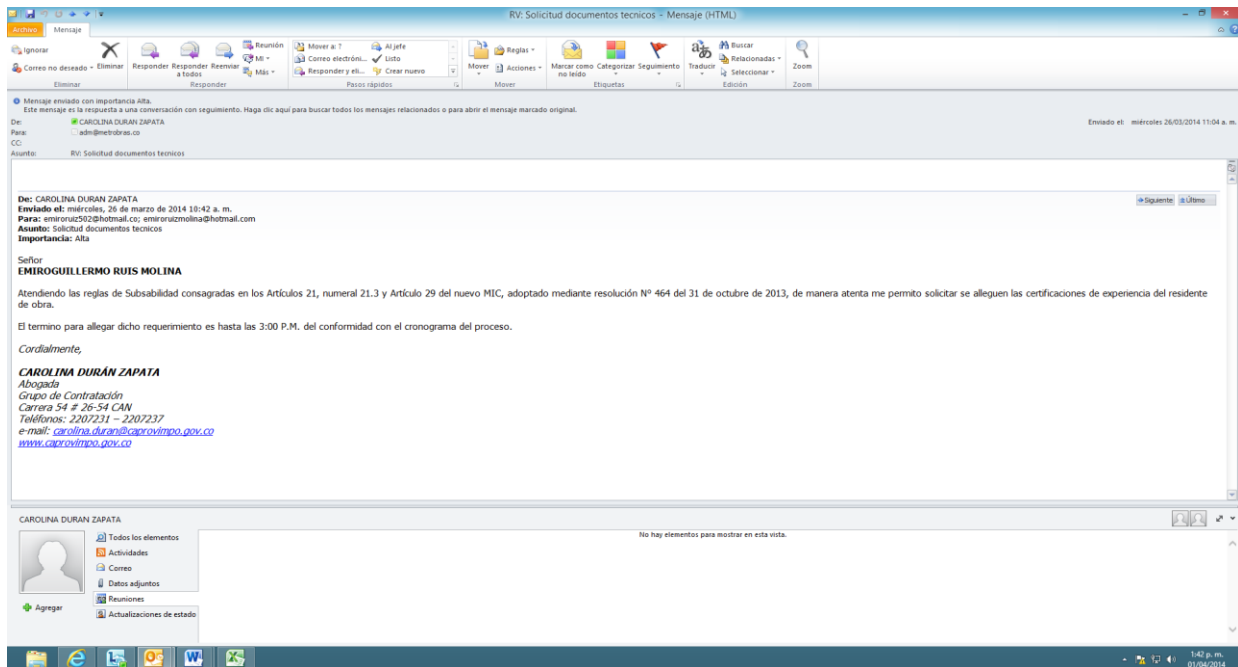 RV: Solicitud documentos tecnicos - Mensaje (HTML)
Archivo Mensaje
Ignorar
Correo no deseado
Eliminar
Eliminar
Responder Responder a todos Reenviar
Reunión
MI
Más
Responder
Mover a: ?
Al jefe
Correo electróni...
Listo
Responder y eli...
Crear nuevo
Pasos rápidos
Mover
Reglas
Acciones
Mover
Marcar como no leído
Categorizar
Seguimiento
Etiquetas
Traducir
Buscar
Relacionadas
Seleccionar
Edición
Zoom
Zoom
Mensaje enviado con importancia Alta.
Este mensaje es la respuesta a una conversación con seguimiento. Haga clic aquí para buscar todos los mensajes relacionados o para abrir el mensaje marcado original.
De: CAROLINA DURAN ZAPATA
Enviado el: miércoles 26/03/2014 11:04 a. m.
Para: adm@metrobras.co
CC:
Asunto: RV: Solicitud documentos tecnicos
De: CAROLINA DURAN ZAPATA
Siguiente Último
Enviado el: miércoles, 26 de marzo de 2014 10:42 a. m.
Para: emiroruiz502@hotmail.co; emiroruizmolina@hotmail.com
Asunto: Solicitud documentos tecnicos
Importancia: Alta
Señor
EMIROGUILLERMO RUIS MOLINA
Atendiendo las reglas de Subsabilidad consagradas en los Artículos 21, numeral 21.3 y Artículo 29 del nuevo MIC, adoptado mediante resolución Nº 464 del 31 de octubre de 2013, de manera atenta me permito solicitar se alleguen las certificaciones de experiencia del residente
de obra.
El termino para allegar dicho requerimiento es hasta las 3:00 P.M. del conformidad con el cronograma del proceso.
Cordialmente,
CAROLINA DURÁN ZAPATA
Abogada
Grupo de Contratación
Carrera 54 # 26-54 CAN
Teléfonos: 2207231 – 2207237
e-mail: carolina.duran@caprovimpo.gov.co
www.caprovimpo.gov.co
CAROLINA DURAN ZAPATA
Agregar
Todos los elementos
Actividades
Correo
Datos adjuntos
Reuniones
Actualizaciones de estado
No hay elementos para mostrar en esta vista.
1:42 p. m.
01/04/2014